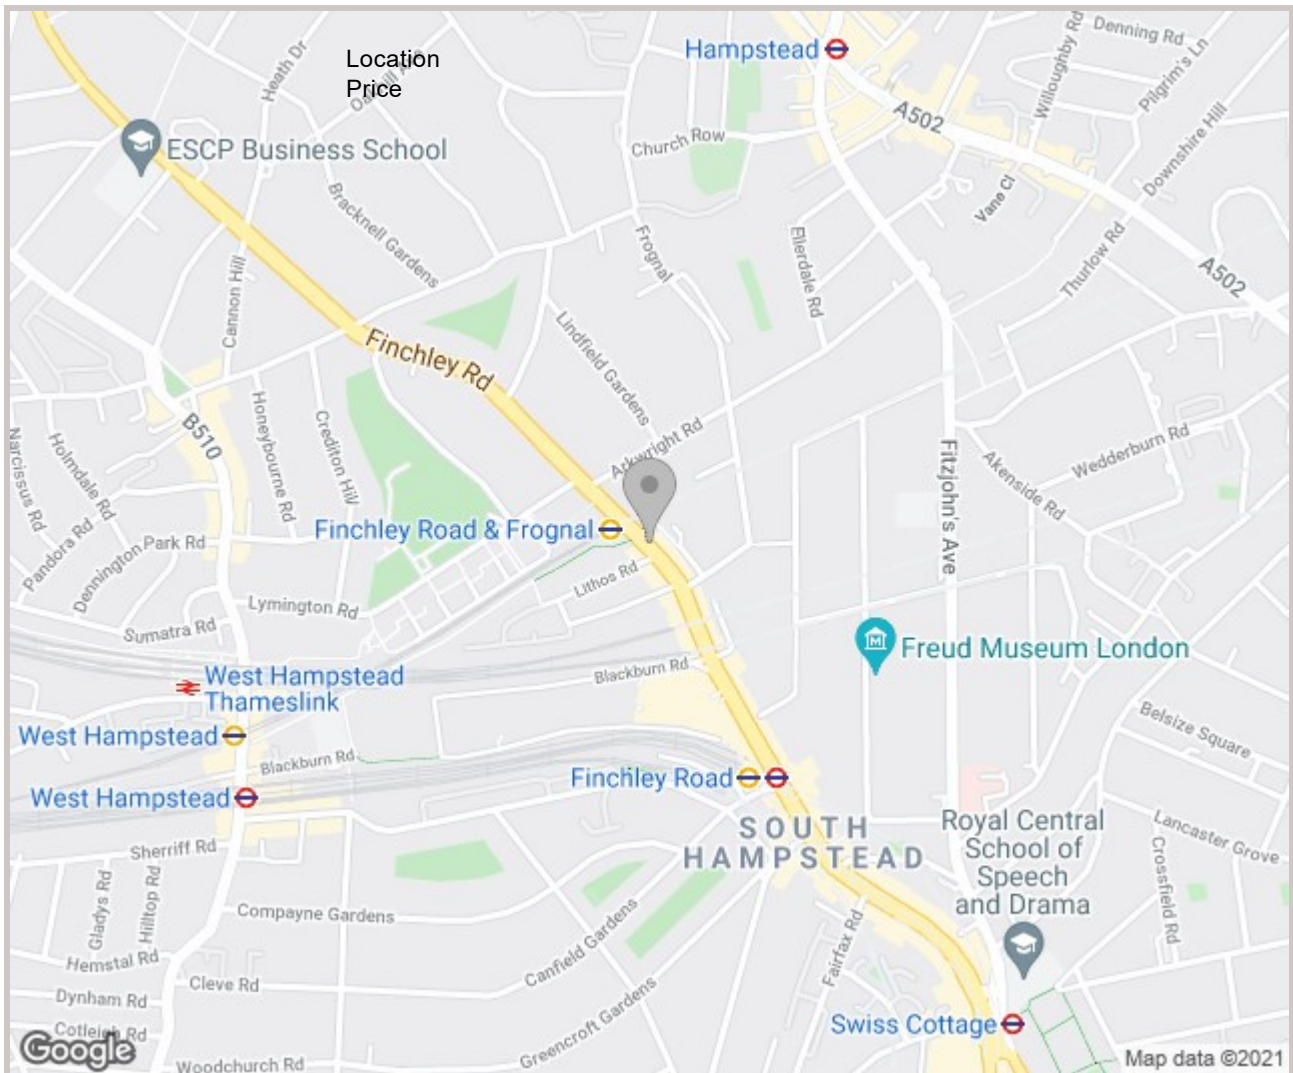 Location
Price
Hampstead
Denning Rd
Willoughby Rd
Pilgrim's Ln
Heath Dr
A502
Church Row
Downshire Hill
ESCP Business School
Vane Cl
Bracknell Gardens
Frognal
Ellerdale Rd
Thurlow Rd
A502
Cannon Hill
Lindfield Gardens
Finchley Rd
Honeybourne Rd
Crediton Hill
B510
Arkwright Rd
Fitzjohn's Ave
Akenside Rd
Wedderburn Rd
Narcissus Rd
Holmdale Rd
Pandora Rd
Dennington Park Rd
Finchley Road & Frognal
Lithos Rd
Lymington Rd
Sumatra Rd
Freud Museum London
Blackburn Rd
West Hampstead
Thameslink
West Hampstead
Belsize Square
Blackburn Rd
Finchley Road
West Hampstead
SOUTH
HAMPSTEAD
Royal Central
School of
Speech
and Drama
Lancaster Grove
Crossfield Rd
Sherriff Rd
Gladys Rd
Hilltop Rd
Compayne Gardens
Canfield Gardens
Fairfax Rd
Hemstal Rd
Cleve Rd
Dynham Rd
Greencroft Gardens
Swiss Cottage
Cotleigh Rd
Google
Woodchurch Rd
Map data ©2021